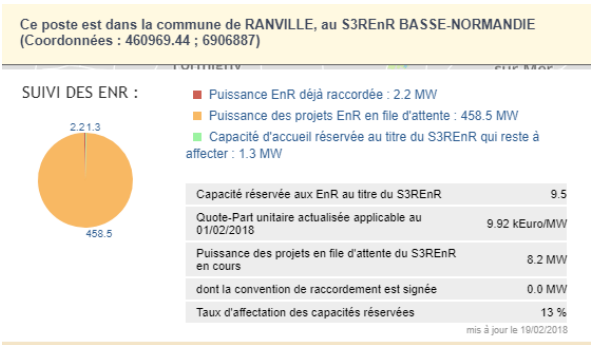 Ce poste est dans la commune de RANVILLE, au S3REnR BASSE-NORMANDIE
(Coordonnées : 460969.44 ; 6906887)
SUIVI DES ENR :
Puissance EnR déjà raccordée : 2.2 MW
Puissance des projets EnR en file d'attente : 458.5 MW
Capacité d'accueil réservée au titre du S3REnR qui reste à
affecter : 1.3 MW
2.21.3
458.5
Capacité réservée aux EnR au titre du S3REnR 9.5
Quote-Part unitaire actualisée applicable au
01/02/2018 9.92 kEuro/MW
Puissance des projets en file d'attente du S3REnR
en cours 8.2 MW
dont la convention de raccordement est signée 0.0 MW
Taux d'affectation des capacités réservées 13 %
mis à jour le 19/02/2018